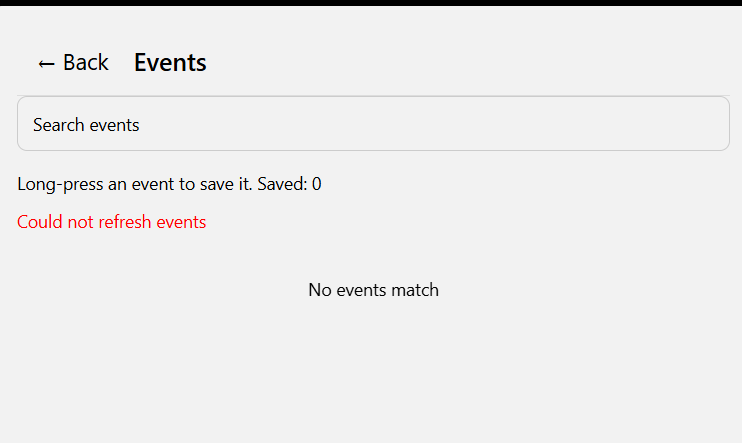 ← Back Events
Search events
Long-press an event to save it. Saved: 0
Could not refresh events
No events match